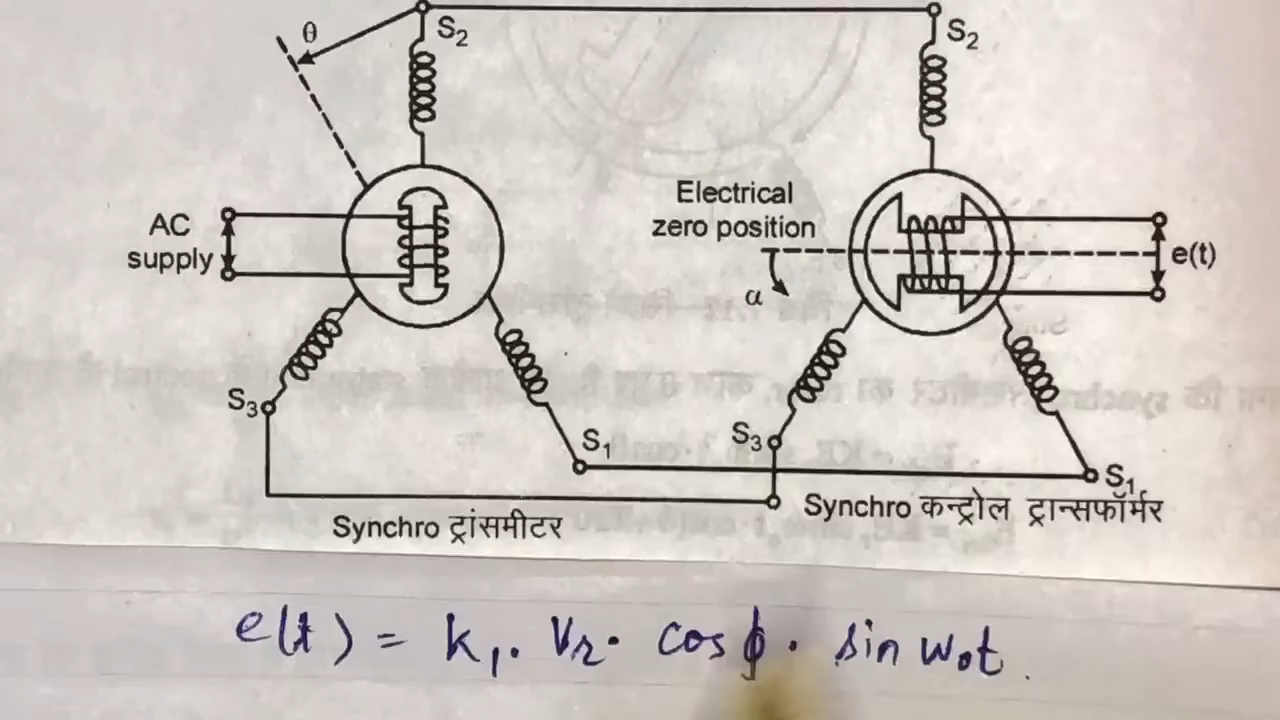 θ
S₂
S₂
AC
supply
Electrical
zero position
α
e(t)
S₃
S₁
S₃
S₁
Synchro ट्रांसमीटर
Synchro कन्ट्रोल ट्रान्सफॉर्मर
e(t) = K₁. Vr. cosϕ. sin wₒt.